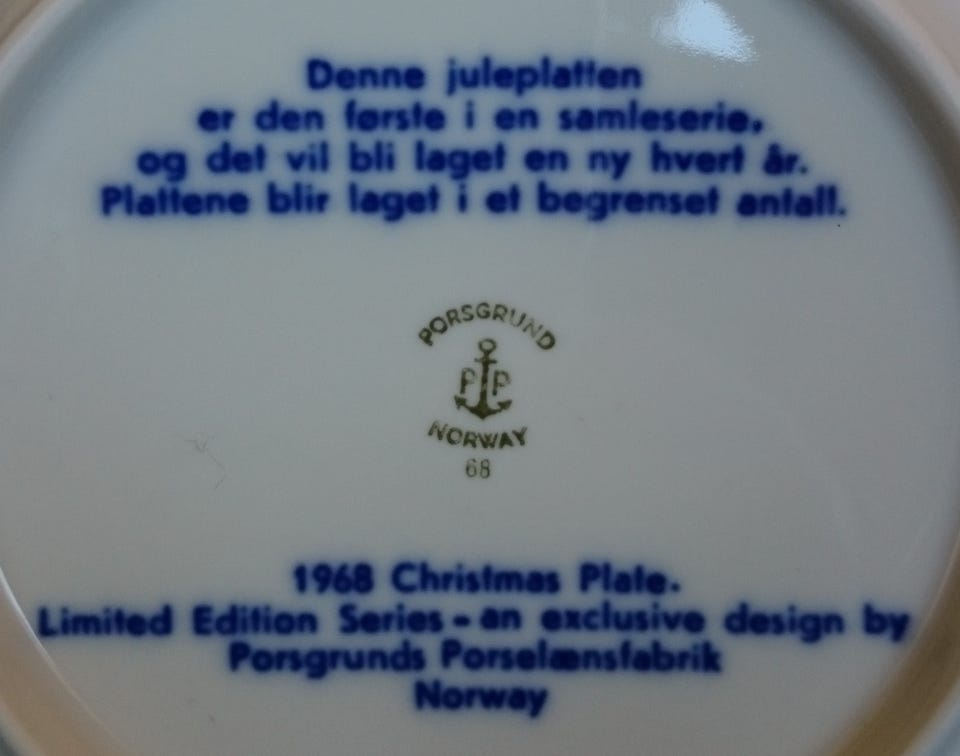 Denne juleplatten
er den første i en samleserie,
og det vil bli laget en ny hvert år.
Plattene blir laget i et begrenset antall.
PORSGRUND
P P
NORWAY
68
1968 Christmas Plate.
Limited Edition Series - an exclusive design by
Porsgrunds Porselænsfabrik
Norway